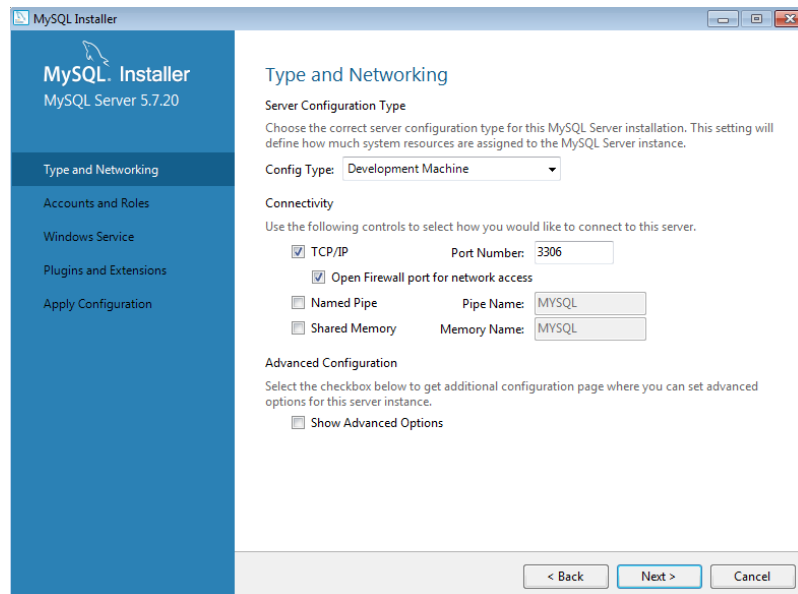 MySQL Installer
MySQL. Installer
MySQL Server 5.7.20
Type and Networking
Accounts and Roles
Windows Service
Plugins and Extensions
Apply Configuration
Type and Networking
Server Configuration Type
Choose the correct server configuration type for this MySQL Server installation. This setting will
define how much system resources are assigned to the MySQL Server instance.
Config Type: Development Machine
Connectivity
Use the following controls to select how you would like to connect to this server.
TCP/IP Port Number: 3306
Open Firewall port for network access
Named Pipe Pipe Name: MYSQL
Shared Memory Memory Name: MYSQL
Advanced Configuration
Select the checkbox below to get additional configuration page where you can set advanced
options for this server instance.
Show Advanced Options
< Back Next > Cancel